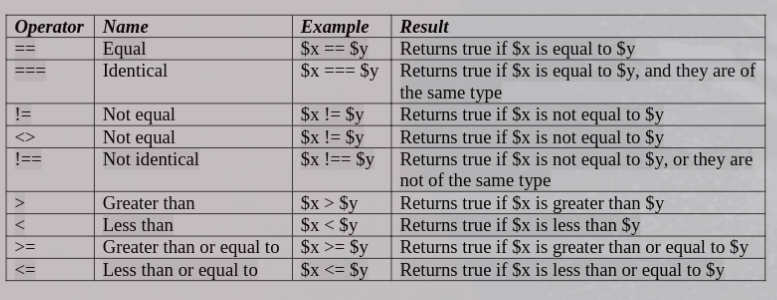 Operator Name Example Result
== Equal $x == $y Returns true if $x is equal to $y
=== Identical $x === $y Returns true if $x is equal to $y, and they are of
the same type
!= Not equal $x != $y Returns true if $x is not equal to $y
<> Not equal $x != $y Returns true if $x is not equal to $y
!== Not identical $x !== $y Returns true if $x is not equal to $y, or they are
not of the same type
> Greater than $x > $y Returns true if $x is greater than $y
< Less than $x < $y Returns true if $x is less than $y
>= Greater than or equal to $x >= $y Returns true if $x is greater than or equal to $y
<= Less than or equal to $x <= $y Returns true if $x is less than or equal to $y